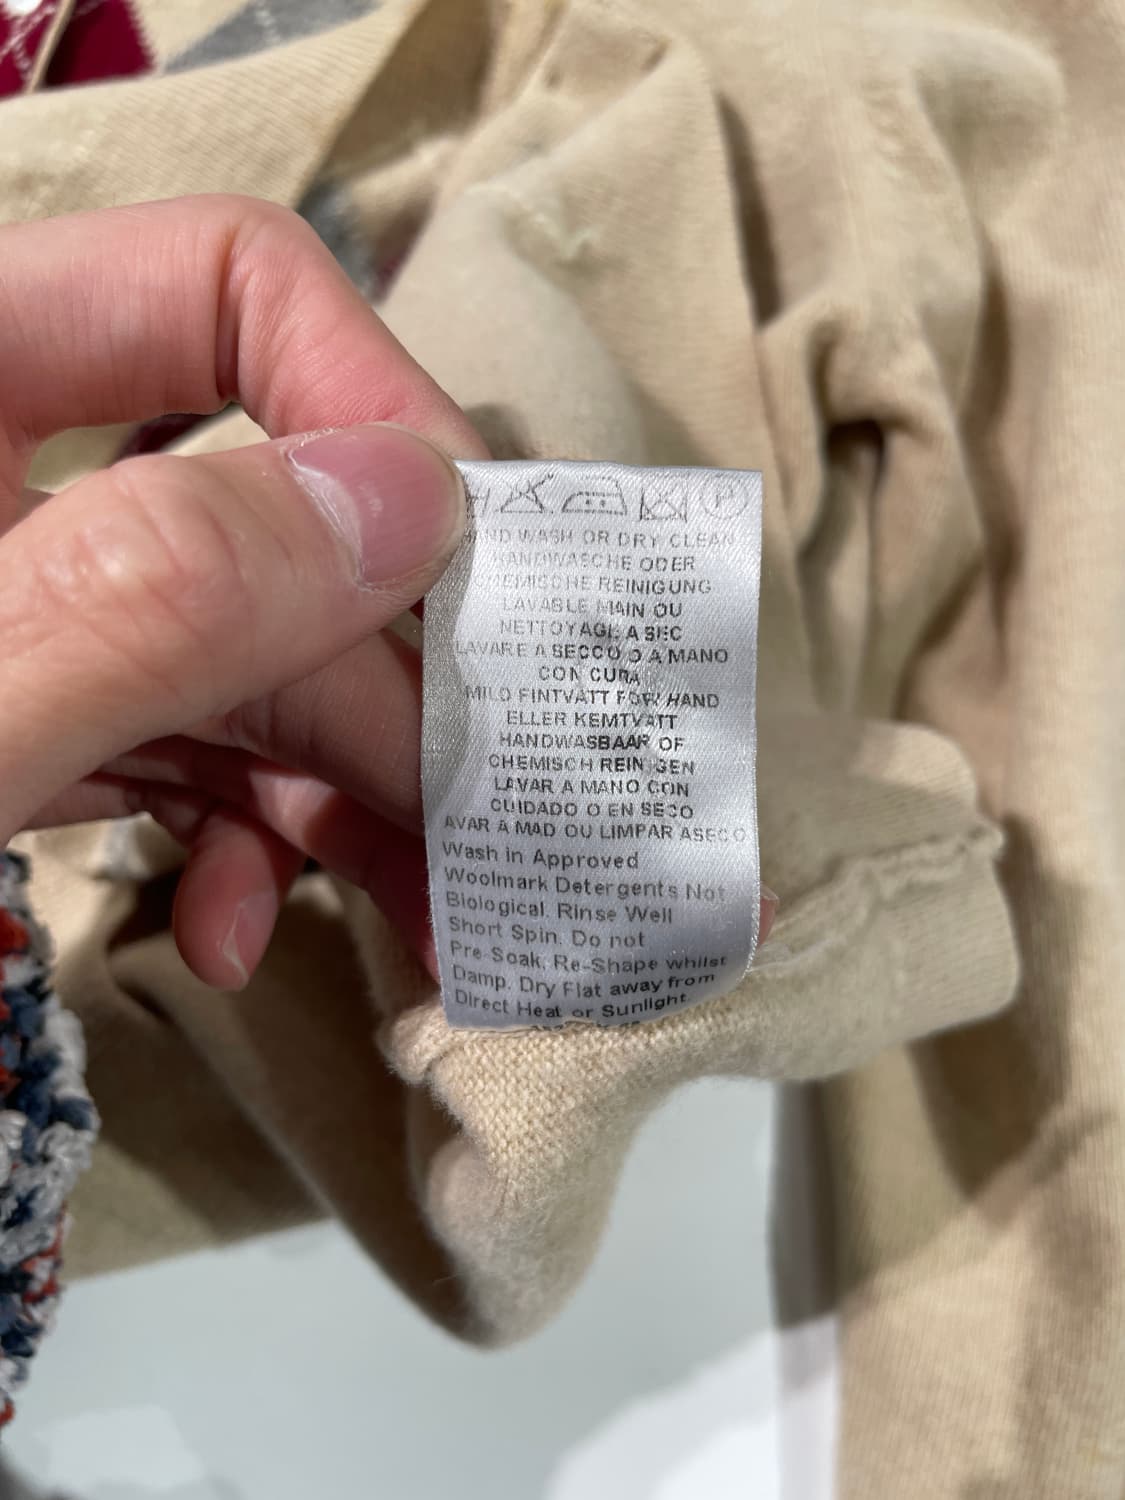 P
HAND WASH OR DRY CLEAN
HANDWASCHE ODER
CHEMISCHE REINIGUNG
LAVABLE MAIN OU
NETTOYAGE A SEC
LAVARE A SECCO O A MANO
CON CURA
MILD FINTVATT FOR HAND
ELLER KEMTVATT
HANDWASBAAR OF
CHEMISCH REINIGEN
LAVAR A MANO CON
CUIDADO O EN SECO
AVAR A MAO OU LIMPAR ASECO
Wash in Approved
Woolmark Detergents Not
Biological. Rinse Well
Short Spin. Do not
Pre-Soak. Re-Shape whilst
Damp. Dry Flat away from
Direct Heat or Sunlight.